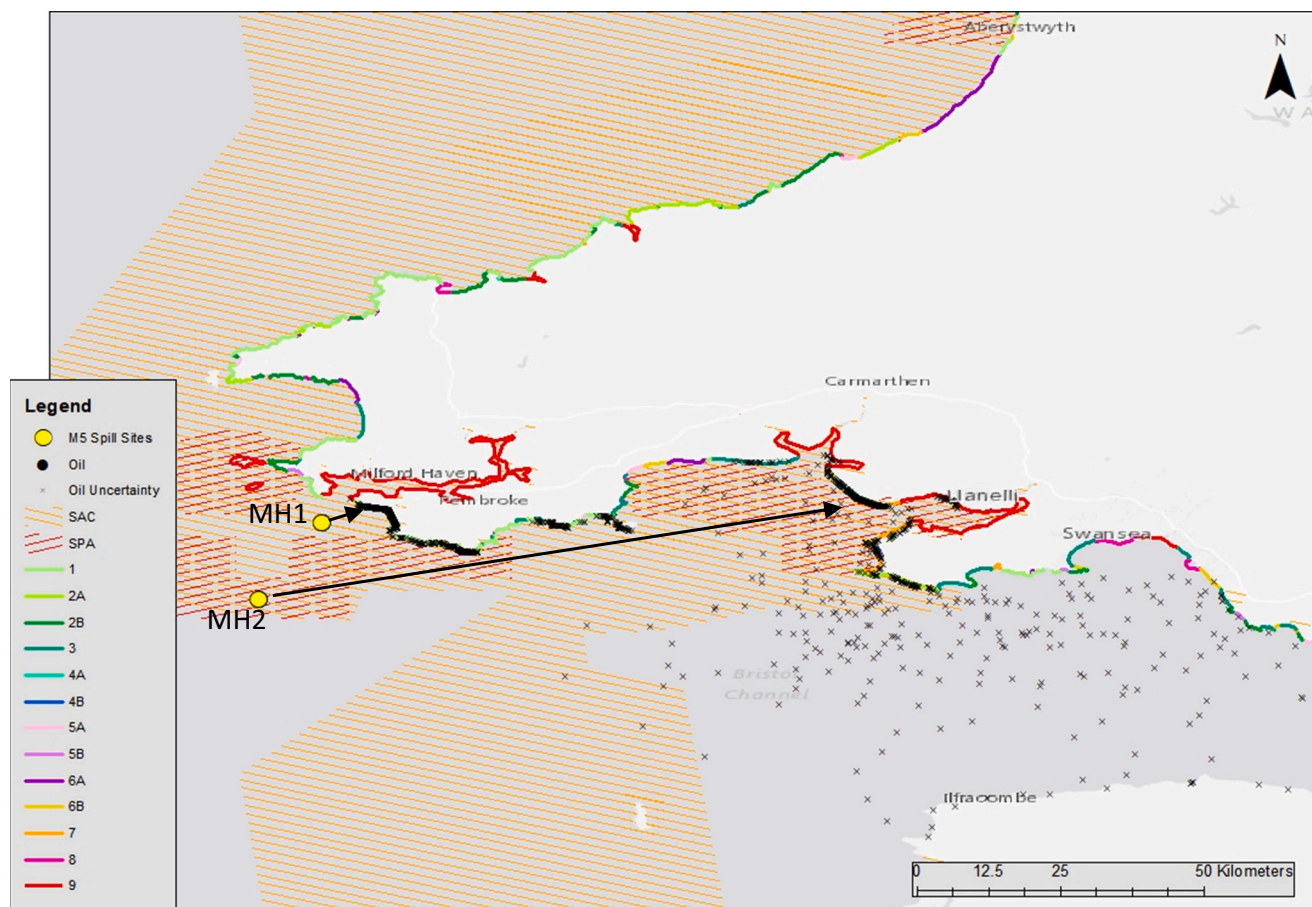 Aberystwyth
N
W A
Carmarthen
Legend
M5 Spill Sites
Oil
Oil Uncertainty
SAC
SPA
1
2A
2B
3
4A
4B
5A
5B
6A
6B
7
8
9
Milford Haven
Pembroke
Llanelli
MH1
Swansea
MH2
Bristol
Channel
Ilfracombe
0 12.5 25 50 Kilometers